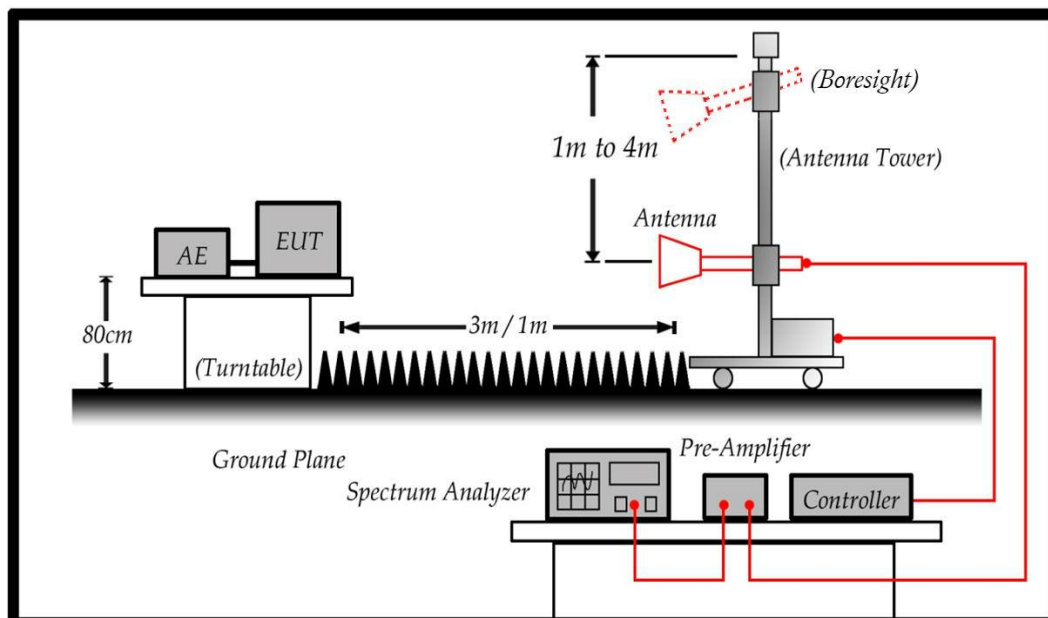 (Boresight)
1m to 4m
(Antenna Tower)
Antenna
EUT
AE
80cm
3m / 1m
(Turntable)
Ground Plane
Pre-Amplifier
Spectrum Analyzer
Controller